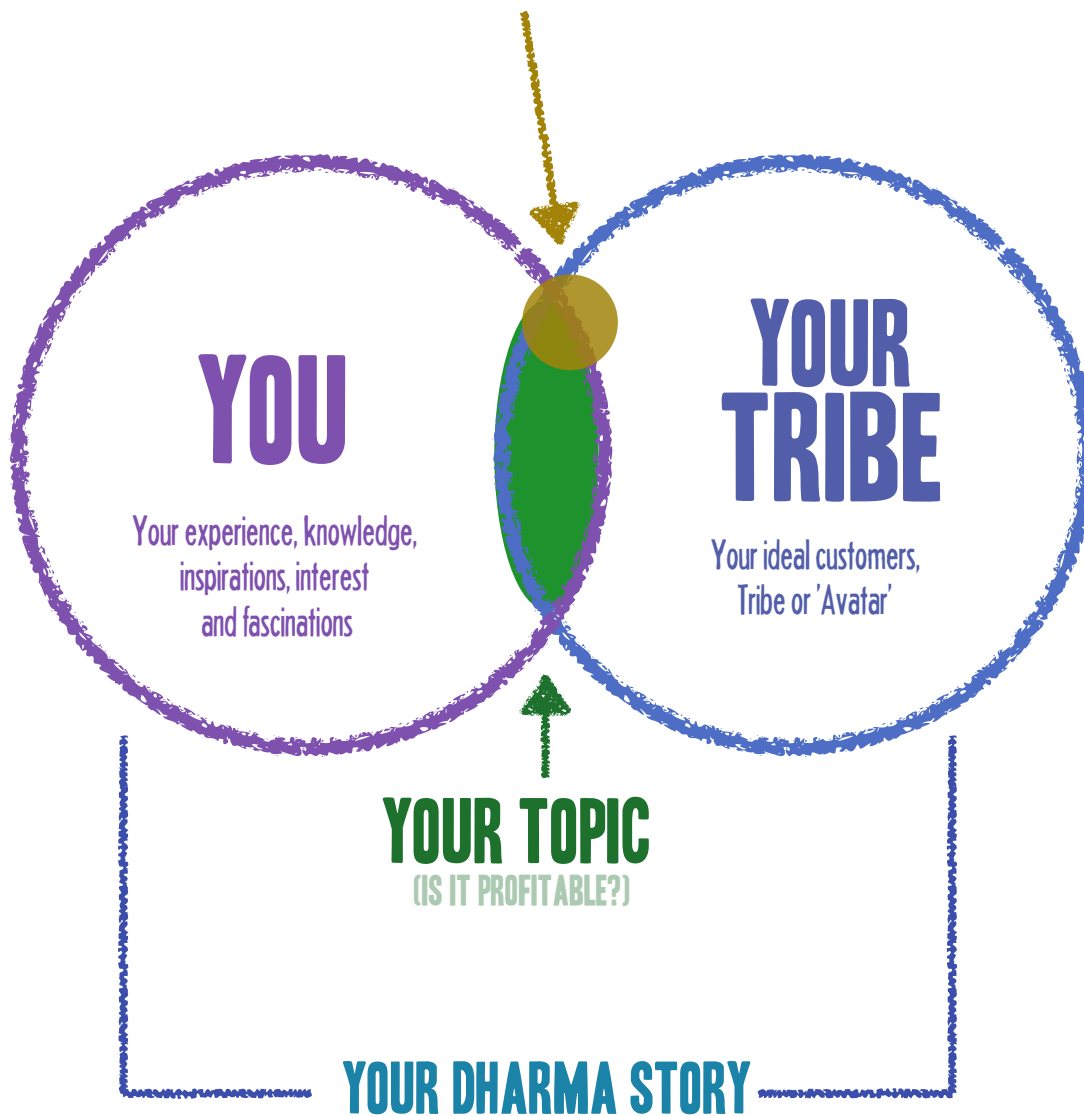 YOU
Your experience, knowledge,
inspirations, interest
and fascinations
YOUR
TRIBE
Your ideal customers,
Tribe or 'Avatar'
YOUR TOPIC
(IS IT PROFITABLE?)
YOUR DHARMA STORY